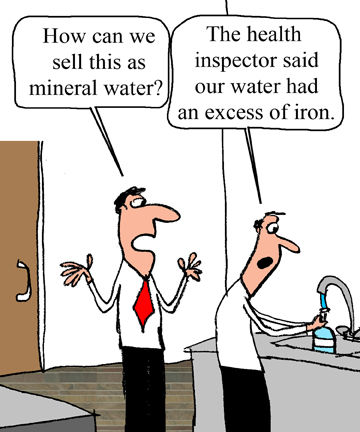 How can we
sell this as
mineral water?
The health
inspector said
our water had
an excess of iron.